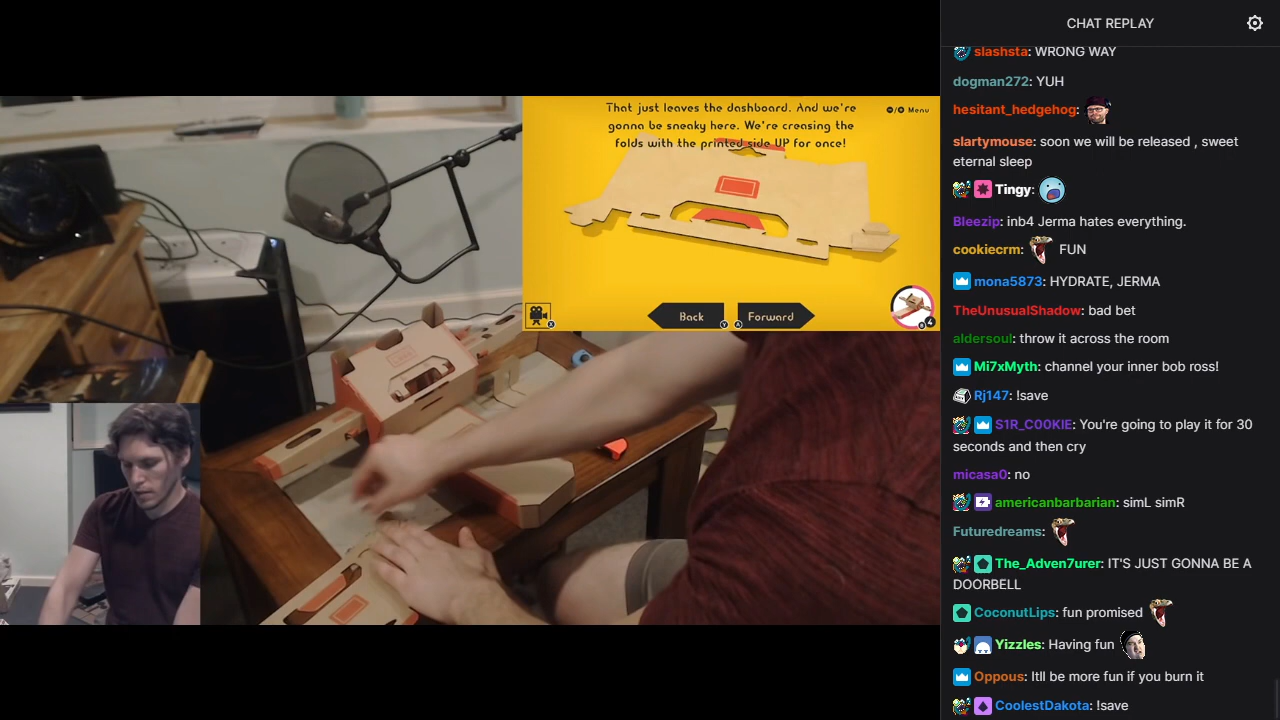 That just leaves the dashboard. And we're
gonna be sneaky here. We're creasing the
folds with the printed side UP for once!
Menu
Back
Forward
CHAT REPLAY
slashsta: WRONG WAY
dogman272: YUH
hesitant_hedgehog:
slartymouse: soon we will be released , sweet
eternal sleep
Tingy:
Bleezip: inb4 Jerma hates everything.
cookiecrm: FUN
mona5873: HYDRATE, JERMA
TheUnusualShadow: bad bet
aldersoul: throw it across the room
Mi7xMyth: channel your inner bob ross!
Rj147: !save
S1R_C00KIE: You're going to play it for 30
seconds and then cry
micasa0: no
americanbarbarian: simL simR
Futuredreams:
The_Adven7urer: IT'S JUST GONNA BE A
DOORBELL
CoconutLips: fun promised
Yizzles: Having fun
Oppous: Itll be more fun if you burn it
CoolestDakota: !save